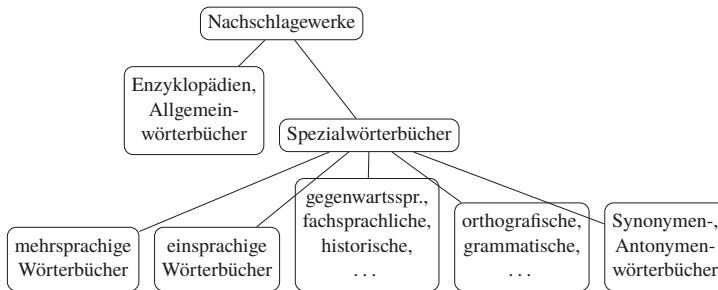 Nachschlagewerke
Enzyklopädien,
Allgemein-
wörterbücher
Spezialwörterbücher
mehrsprachige
Wörterbücher
einsprachige
Wörterbücher
gegenwartsspr.,
fachsprachliche,
historische,
. . .
orthografische,
grammatische,
. . .
Synonymen-,
Antonymen-
wörterbücher